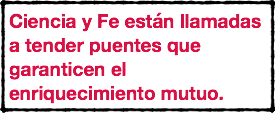 Ciencia y Fe están llamadas
a tender puentes que
garanticen el
enriquecimiento mutuo.